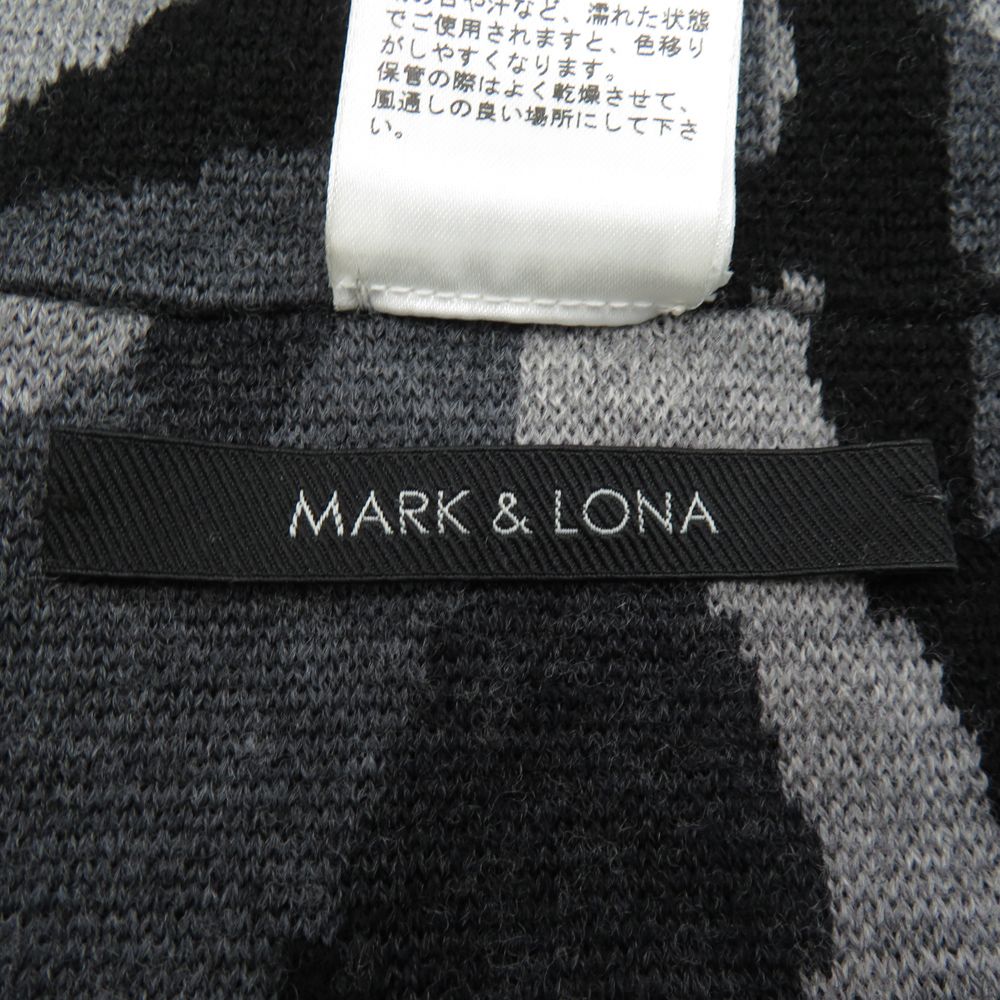 の日や汗など、濡れた状態
でご使用されますと、色移り
がしやすくなります。
保管の際はよく乾燥させて、
風通しの良い場所にして下さ
い。
MARK & LONA